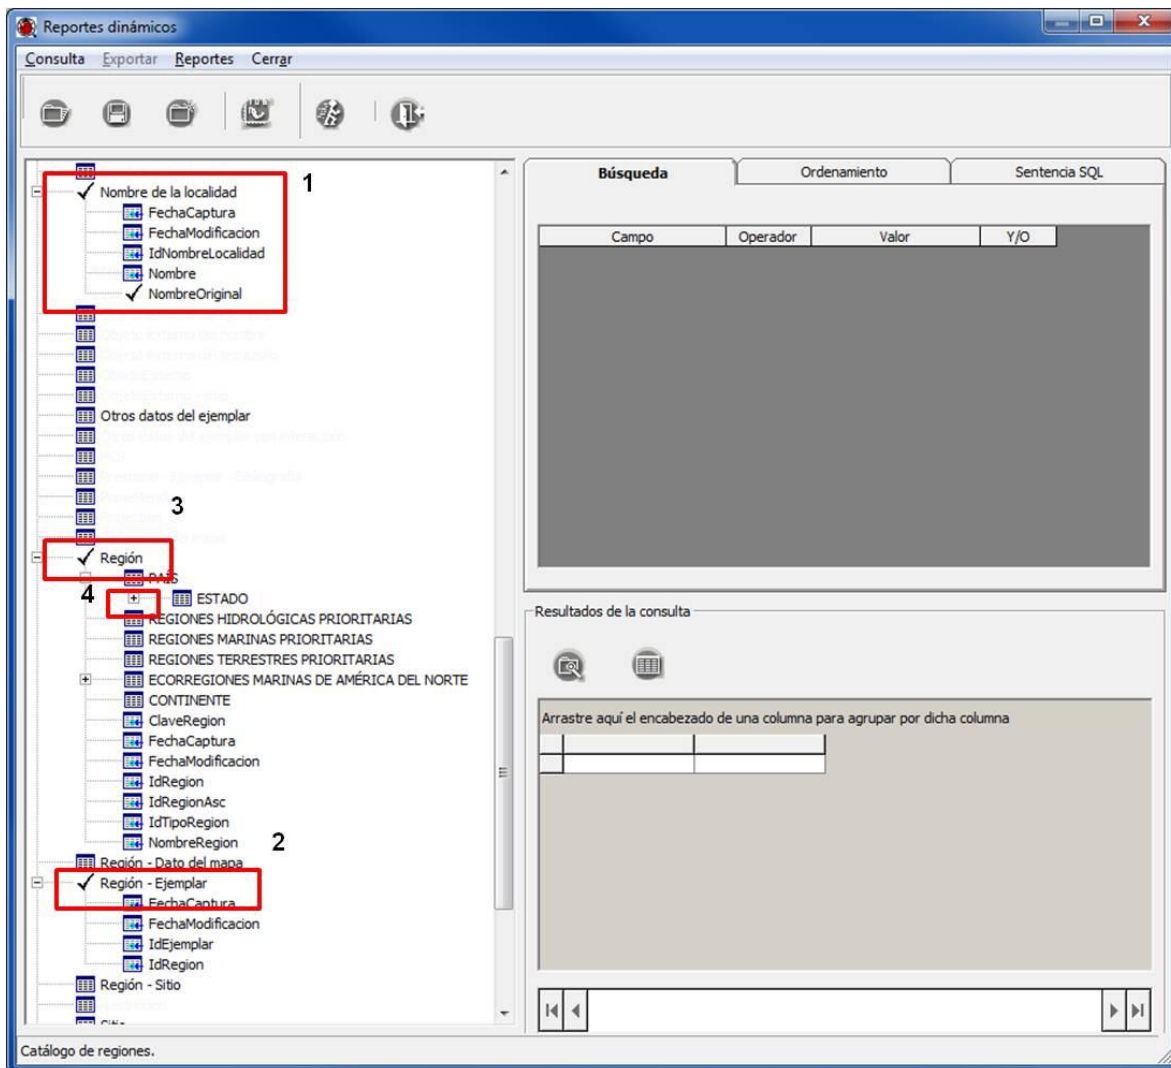 Reportes dinámicos
Consulta Exportar Reportes Cerrar
1
Nombre de la localidad
FechaCaptura
FechaModificacion
IdNombreLocalidad
Nombre
NombreOriginal
Otros datos del ejemplar
3
Región
PAÍS
4
ESTADO
REGIONES HIDROLÓGICAS PRIORITARIAS
REGIONES MARINAS PRIORITARIAS
REGIONES TERRESTRES PRIORITARIAS
ECORREGIONES MARINAS DE AMÉRICA DEL NORTE
CONTINENTE
ClaveRegion
FechaCaptura
FechaModificacion
IdRegion
IdRegionAsc
IdTipoRegion
NombreRegion
2
Región - Dato del mapa
Región - Ejemplar
FechaCaptura
FechaModificacion
IdEjemplar
IdRegion
Región - Sitio
Sitio
Búsqueda Ordenamiento Sentencia SQL
Campo Operador Valor Y/O
Resultados de la consulta
Arrastre aquí el encabezado de una columna para agrupar por dicha columna
Catálogo de regiones.